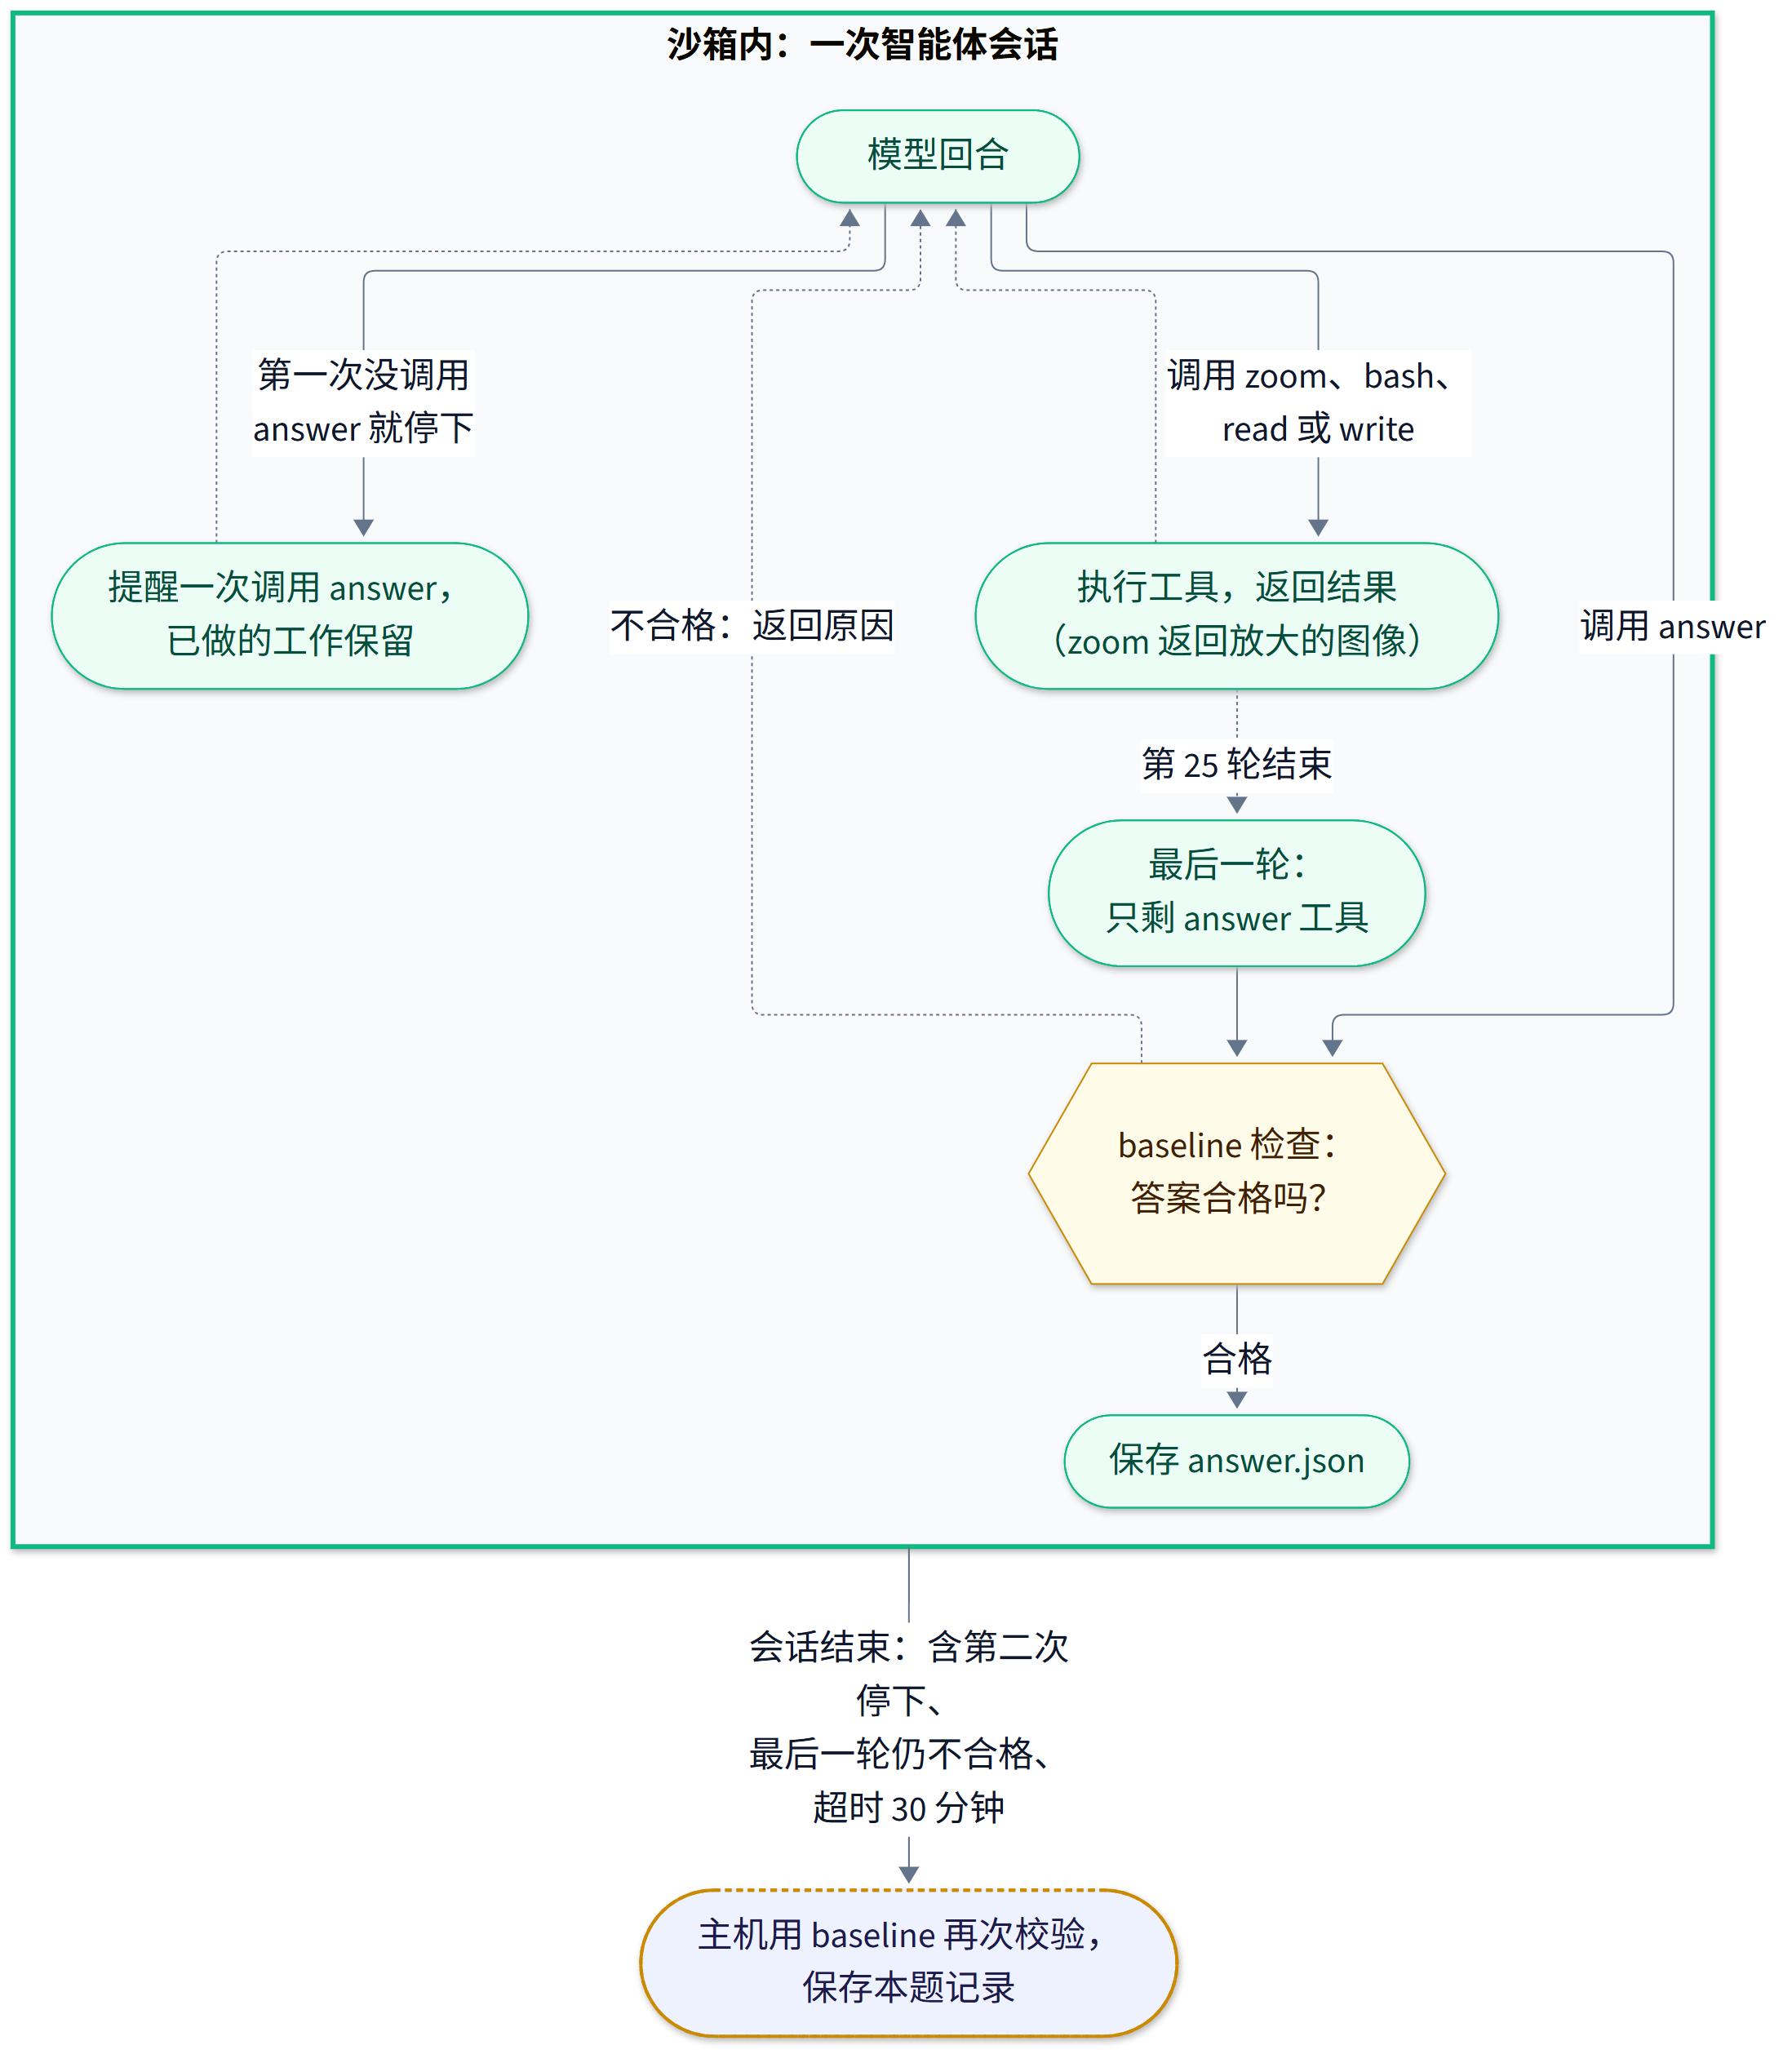 沙箱内：一次智能体会话
模型回合
第一次没调用
answer 就停下
调用 zoom、bash、
read 或 write
提醒一次调用 answer，
已做的工作保留
不合格：返回原因
执行工具，返回结果
（zoom 返回放大的图像）
调用 answer
第 25 轮结束
最后一轮：
只剩 answer 工具
baseline 检查：
答案合格吗？
合格
保存 answer.json
会话结束：含第二次
停下、
最后一轮仍不合格、
超时 30 分钟
主机用 baseline 再次校验，
保存本题记录